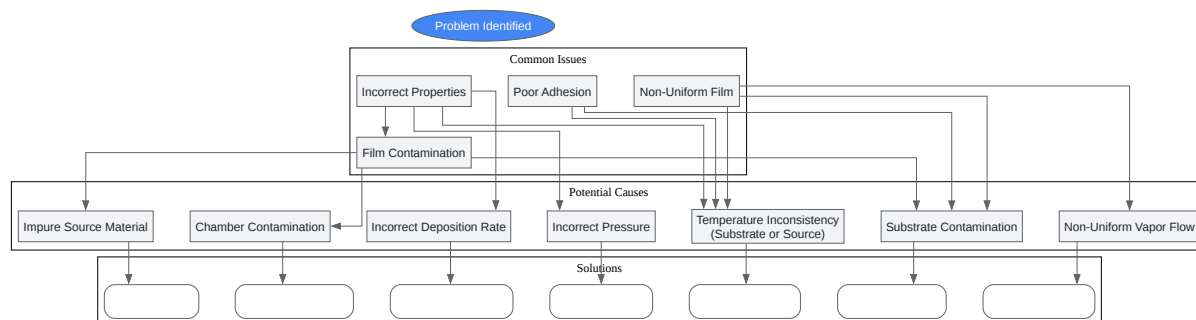 Problem Identified
Common Issues
Incorrect Properties
Poor Adhesion
Non-Uniform Film
Film Contamination
Potential Causes
Impure Source Material
Chamber Contamination
Incorrect Deposition Rate
Incorrect Pressure
Temperature Inconsistency
(Substrate or Source)
Substrate Contamination
Non-Uniform Vapor Flow
Solutions